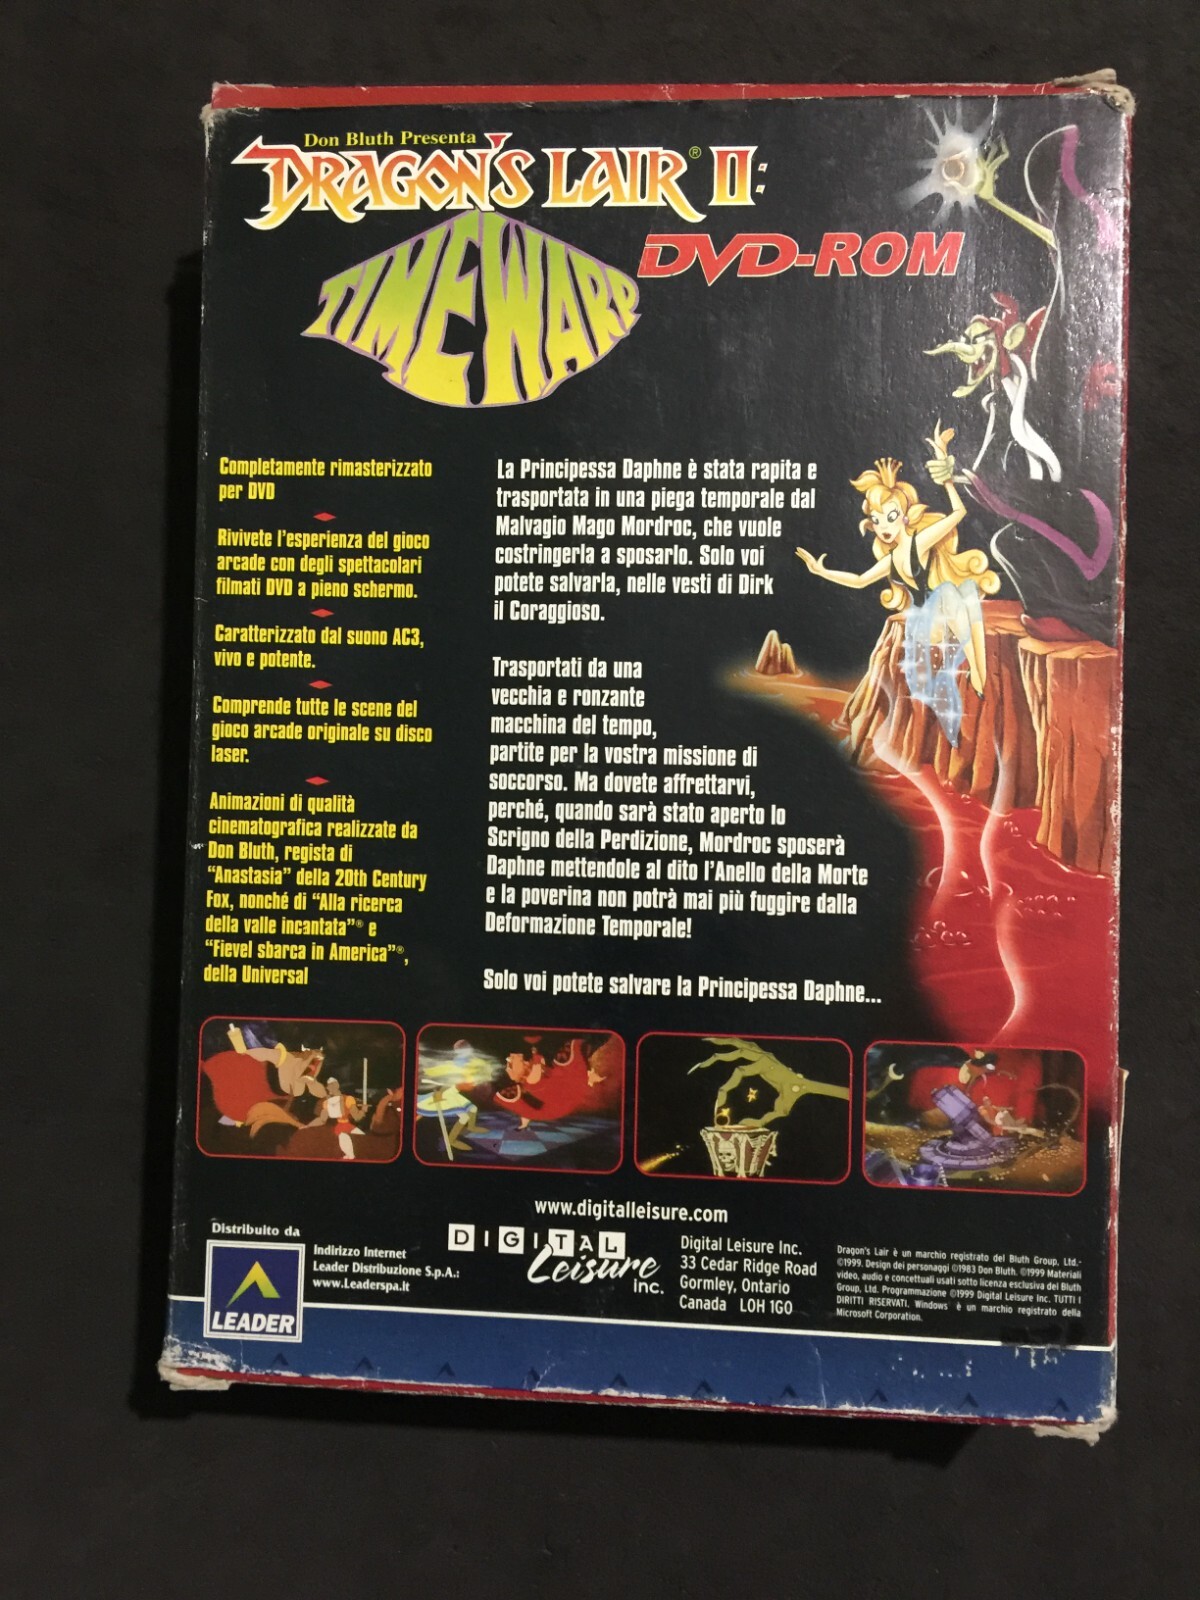 Don Bluth Presenta
DRAGON'S LAIR® II:
TIMEWARP
DVD-ROM
Completamente rimasterizzato
per DVD
Rivivete l'esperienza del gioco
arcade con degli spettacolari
filmati DVD a pieno schermo.
Caratterizzato dal suono AC3,
vivo e potente.
Comprende tutte le scene del
gioco arcade originale su disco
laser.
Animazioni di qualità
cinematografica realizzate da
Don Bluth, regista di
"Anastasia" della 20th Century
Fox, nonché di "Alla ricerca
della valle incantata"® e
"Fievel sbarca in America"®,
della Universal
La Principessa Daphne è stata rapita e
trasportata in una piega temporale dal
Malvagio Mago Mordroc, che vuole
costringerla a sposarlo. Solo voi
potete salvarla, nelle vesti di Dirk
il Coraggioso.
Trasportati da una
vecchia e ronzante
macchina del tempo,
partite per la vostra missione di
soccorso. Ma dovete affrettarvi,
perché, quando sarà stato aperto lo
Scrigno della Perdizione, Mordroc sposerà
Daphne mettendole al dito l'Anello della Morte
e la poverina non potrà mai più fuggire dalla
Deformazione Temporale!
Solo voi potete salvare la Principessa Daphne...
www.digitalleisure.com
Distribuito da
LEADER
Indirizzo Internet
Leader Distribuzione S.p.A.:
www.Leaderspa.it
DIGITAL
Leisure
inc.
Digital Leisure Inc.
33 Cedar Ridge Road
Gormley, Ontario
Canada L0H 1G0
Dragon's Lair è un marchio registrato del Bluth Group, Ltd.-
©1999. Design dei personaggi ©1983 Don Bluth. ©1999 Materiali
video, audio e concettuali usati sotto licenza esclusiva del Bluth
Group, Ltd. Programmazione ©1999 Digital Leisure Inc. TUTTI I
DIRITTI RISERVATI. Windows è un marchio registrato della
Microsoft Corporation.